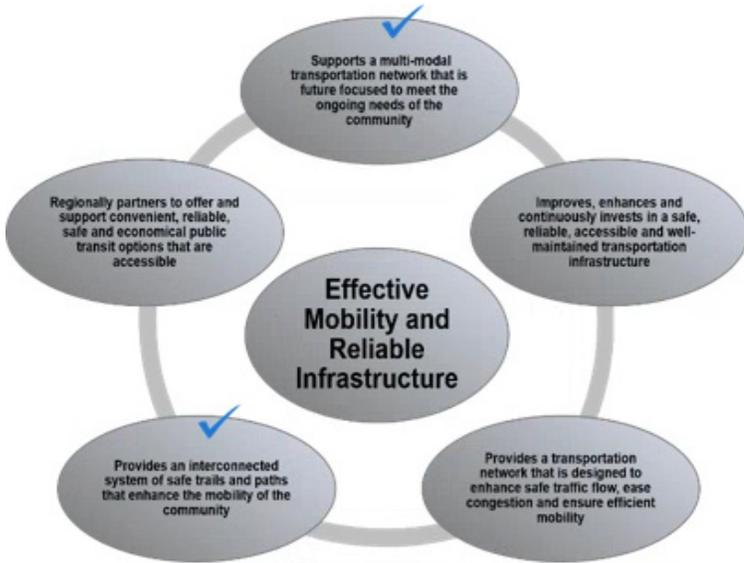 Supports a multi-modal
transportation network that is
future focused to meet the
ongoing needs of the
community
Regionally partners to offer and
support convenient, reliable,
safe and economical public
transit options that are
accessible
Improves, enhances and
continuously invests in a safe,
reliable, accessible and well-
maintained transportation
infrastructure
Effective
Mobility and
Reliable
Infrastructure
Provides an interconnected
system of safe trails and paths
that enhance the mobility of the
community
Provides a transportation
network that is designed to
enhance safe traffic flow, ease
congestion and ensure efficient
mobility